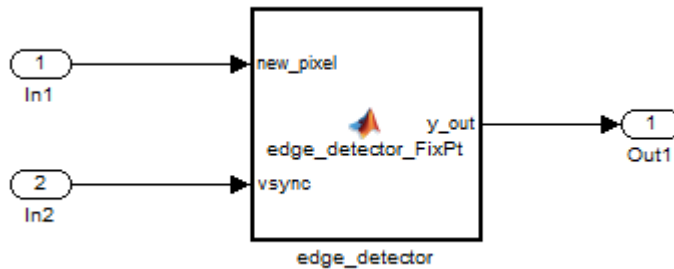 1
In1
new_pixel
y_out
edge_detector_FixPt
1
Out1
2
In2
vsync
edge_detector